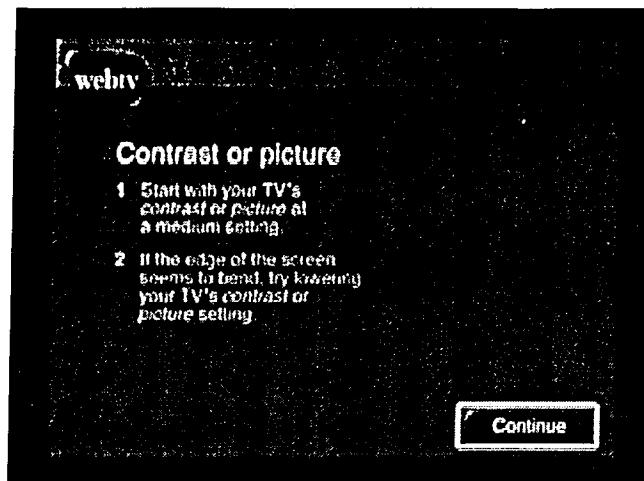 webtv
Contrast or picture
1 Start with your TV's
contrast or picture at
a medium setting.
2 If the edge of the screen
seems to bend, try lowering
your TV's contrast or
picture setting.
Continue